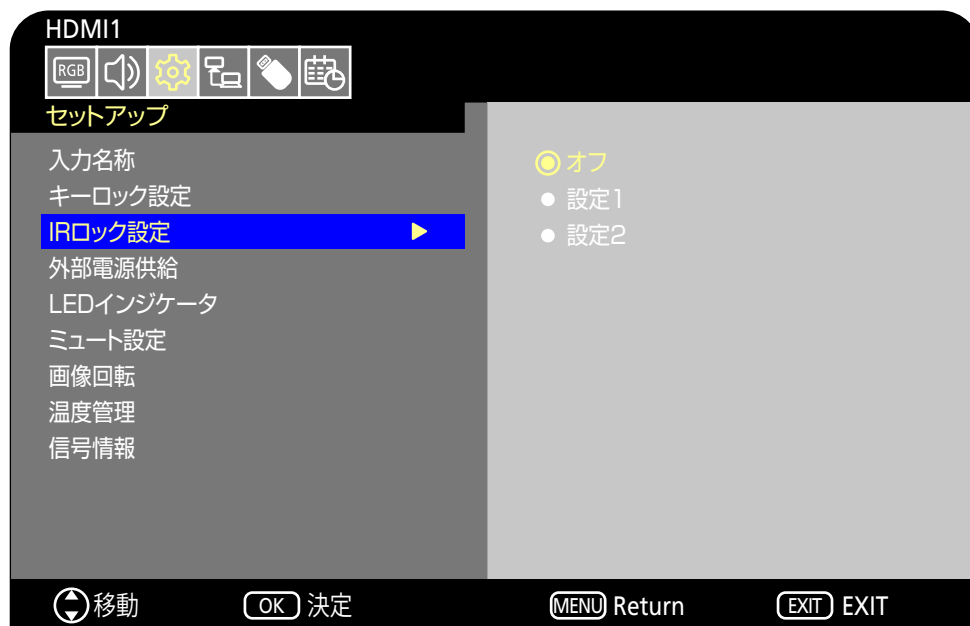 HDMI1
RGB
セットアップ
入力名称
キーロック設定
IRロック設定
外部電源供給
LEDインジケータ
ミュート設定
画像回転
温度管理
信号情報
オフ
設定1
設定2
移動 OK 決定 MENU Return EXIT EXIT